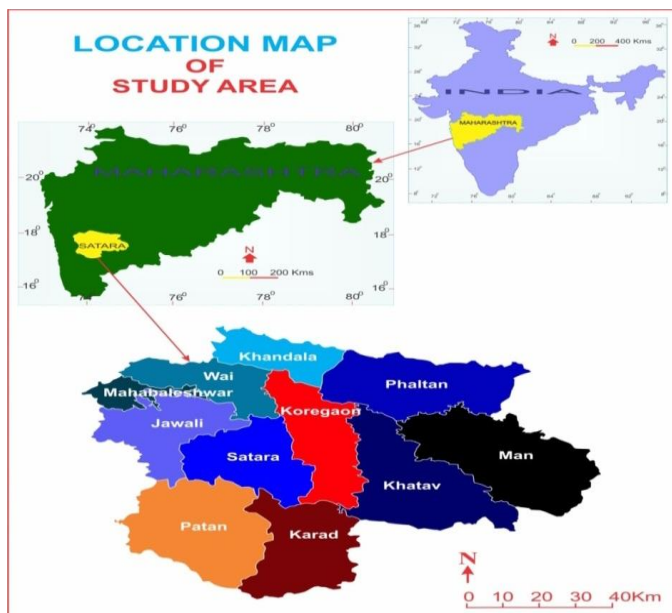 LOCATION MAP
OF
STUDY AREA
N
0 200 400 Kms
INDIA
MAHARASHTRA
74° 76° 78° 80°
MAHARASHTRA
20° 20°
18° 18°
16° 16°
SATARA
N
0 100 200 Kms
74° 76° 78° 80°
Khandala
Wai
Phaltan
Mahabaleshwar
Koregaon
Jawali
Satara
Man
Khatav
Patan
Karad
N
0 10 20 40Km